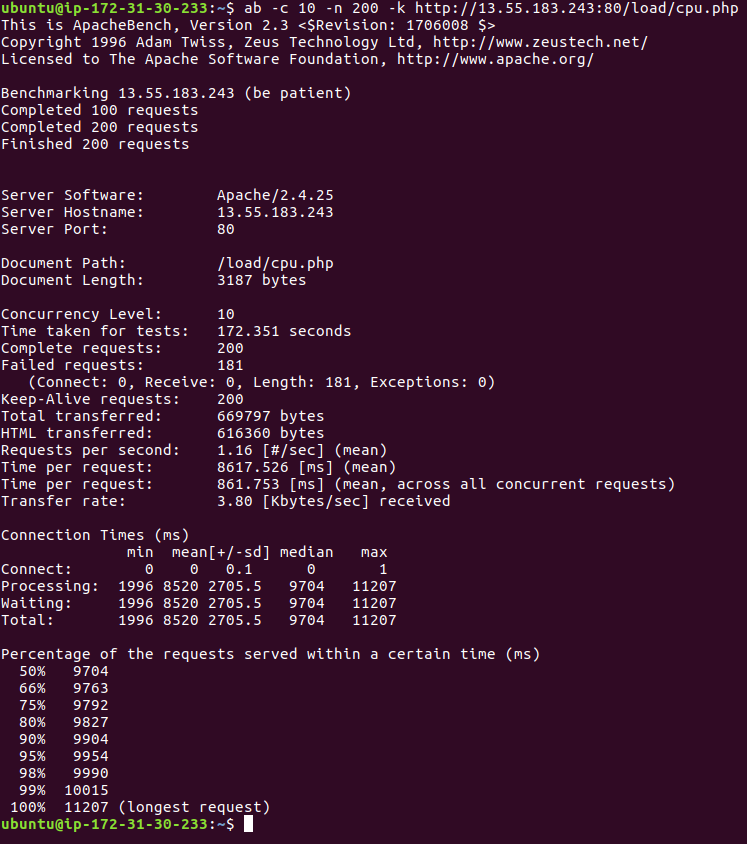 ubuntu@ip-172-31-30-233:~$ ab -c 10 -n 200 -k http://13.55.183.243:80/load/cpu.php
This is ApacheBench, Version 2.3 <$Revision: 1706008 $>
Copyright 1996 Adam Twiss, Zeus Technology Ltd, http://www.zeustech.net/
Licensed to The Apache Software Foundation, http://www.apache.org/

Benchmarking 13.55.183.243 (be patient)
Completed 100 requests
Completed 200 requests
Finished 200 requests


Server Software:        Apache/2.4.25
Server Hostname:        13.55.183.243
Server Port:            80

Document Path:          /load/cpu.php
Document Length:        3187 bytes

Concurrency Level:      10
Time taken for tests:   172.351 seconds
Complete requests:      200
Failed requests:        181
   (Connect: 0, Receive: 0, Length: 181, Exceptions: 0)
Keep-Alive requests:    200
Total transferred:      669797 bytes
HTML transferred:       616360 bytes
Requests per second:    1.16 [#/sec] (mean)
Time per request:       8617.526 [ms] (mean)
Time per request:       861.753 [ms] (mean, across all concurrent requests)
Transfer rate:          3.80 [Kbytes/sec] received

Connection Times (ms)
              min  mean[+/-sd] median   max
Connect:        0    0   0.1      0       1
Processing:  1996 8520 2705.5   9704   11207
Waiting:     1996 8520 2705.5   9704   11207
Total:       1996 8520 2705.5   9704   11207

Percentage of the requests served within a certain time (ms)
  50%   9704
  66%   9763
  75%   9792
  80%   9827
  90%   9904
  95%   9954
  98%   9990
  99%  10015
 100%  11207 (longest request)
ubuntu@ip-172-31-30-233:~$